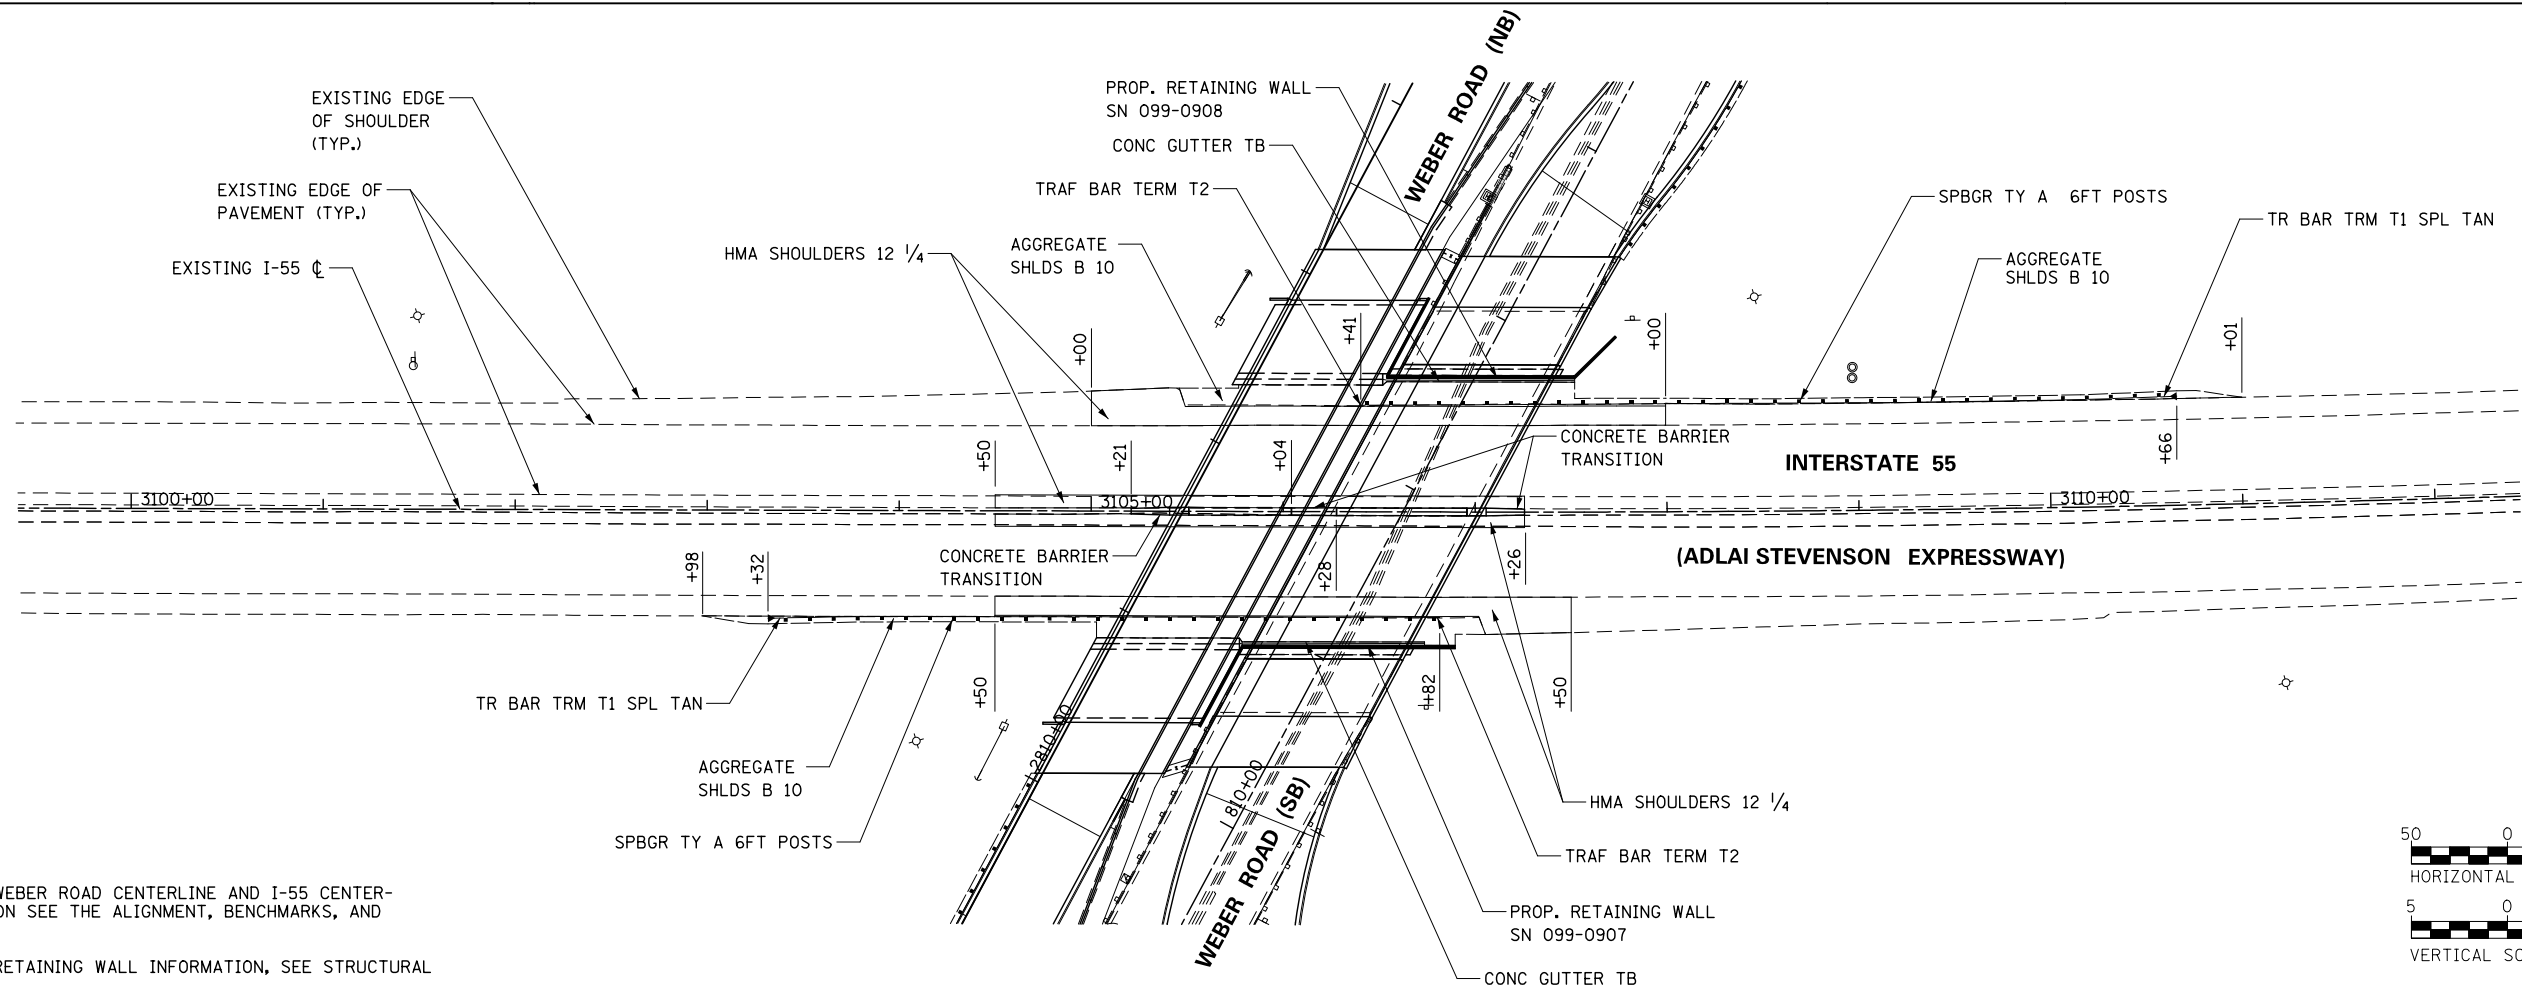 WEBER ROAD (NB)
EXISTING EDGE
OF SHOULDER
(TYP.)
PROP. RETAINING WALL
SN 099-0908
CONC GUTTER TB
EXISTING EDGE OF
PAVEMENT (TYP.)
TRAF BAR TERM T2
SPBGR TY A 6FT POSTS
TR BAR TRM T1 SPL TAN
HMA SHOULDERS 12 1/4
AGGREGATE
SHLDS B 10
AGGREGATE
SHLDS B 10
EXISTING I-55 ℄
+00
+41
+00
+01
+50
+21
+04
CONCRETE BARRIER
TRANSITION
+66
INTERSTATE 55
3100+00
3105+00
3110+00
CONCRETE BARRIER
TRANSITION
(ADLAI STEVENSON EXPRESSWAY)
+98
+32
+28
+26
+50
+82
+50
TR BAR TRM T1 SPL TAN
2810+00
AGGREGATE
SHLDS B 10
810+00
HMA SHOULDERS 12 1/4
SPBGR TY A 6FT POSTS
TRAF BAR TERM T2
WEBER ROAD (SB)
PROP. RETAINING WALL
SN 099-0907
CONC GUTTER TB
WEBER ROAD CENTERLINE AND I-55 CENTER-
ON SEE THE ALIGNMENT, BENCHMARKS, AND
RETAINING WALL INFORMATION, SEE STRUCTURAL
50 0
HORIZONTAL
5 0
VERTICAL SC